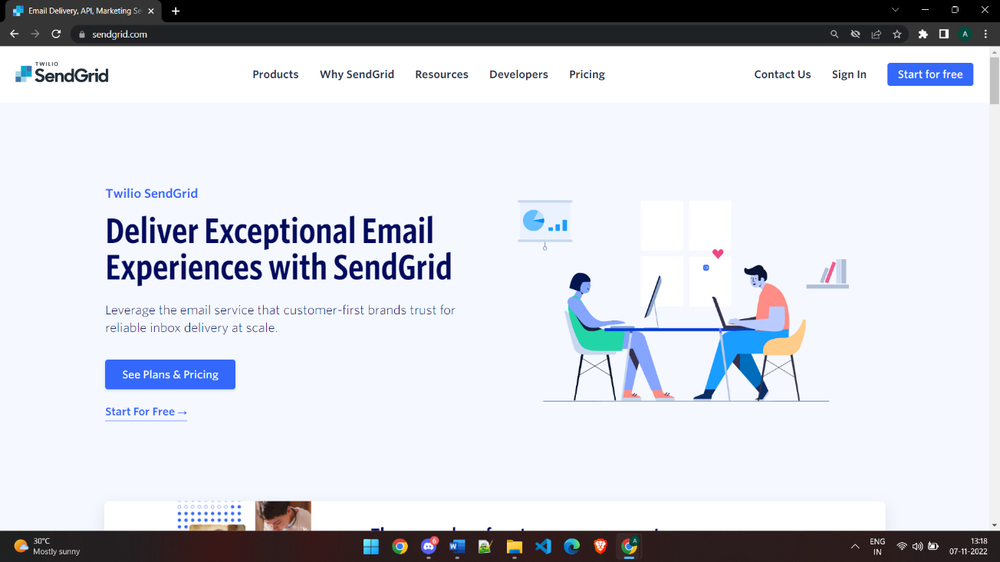 Email Delivery, API, Marketing Se
sendgrid.com
A
TWILIO
SendGrid
Products
Why SendGrid
Resources
Developers
Pricing
Contact Us
Sign In
Start for free
Twilio SendGrid
Deliver Exceptional Email
Experiences with SendGrid
Leverage the email service that customer-first brands trust for
reliable inbox delivery at scale.
See Plans & Pricing
Start For Free →
30°C
Mostly sunny
6
A
ENG
IN
13:18
07-11-2022